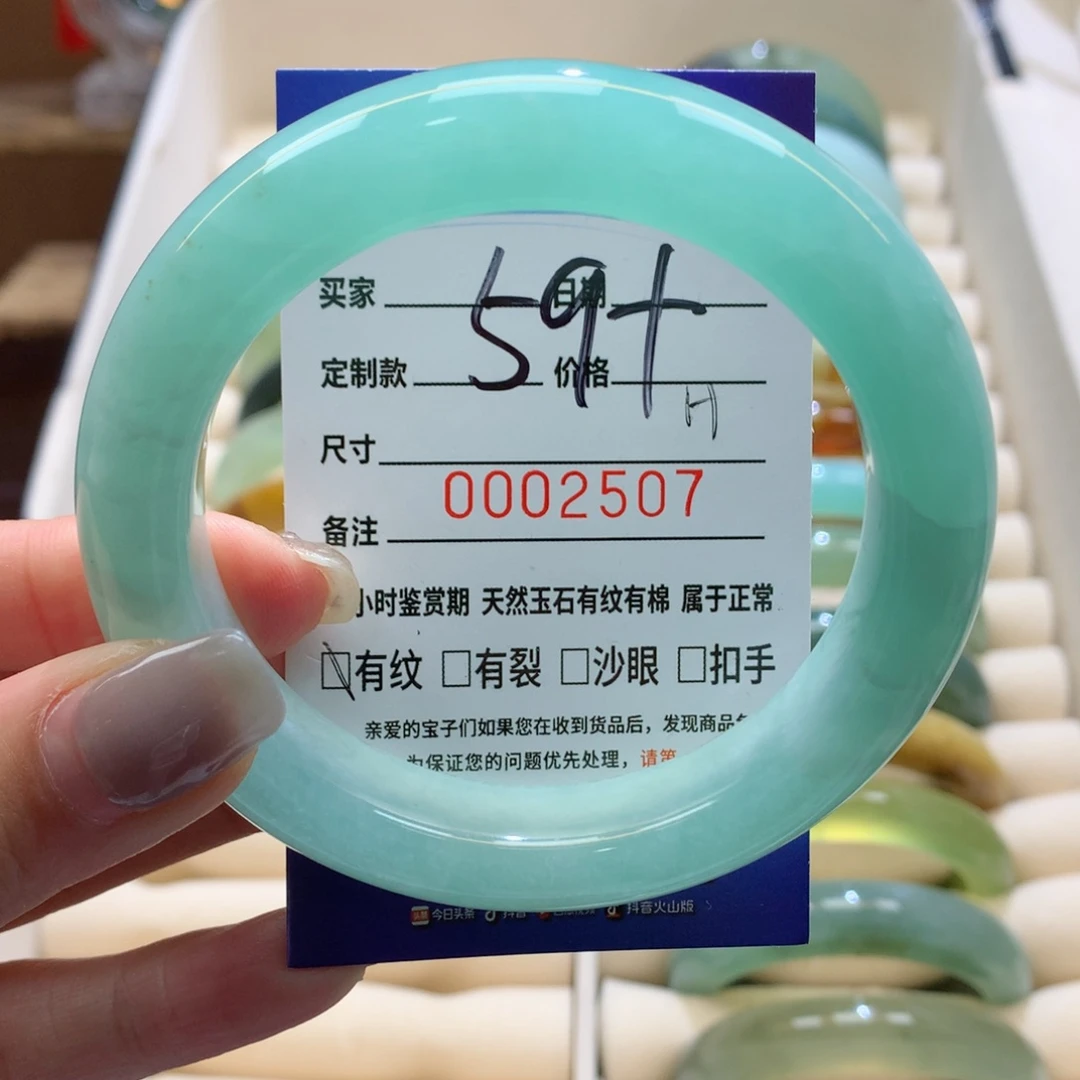 买家 日期
59+
定制款 价格
H
尺寸
0002507
备注
小时鉴赏期 天然玉石有纹有棉 属于正常
有纹 有裂 沙眼 扣手
亲爱的宝子们如果您在收到货品后，发现商品
为保证您的问题优先处理，请第
今日头条 抖音 抖音火山版